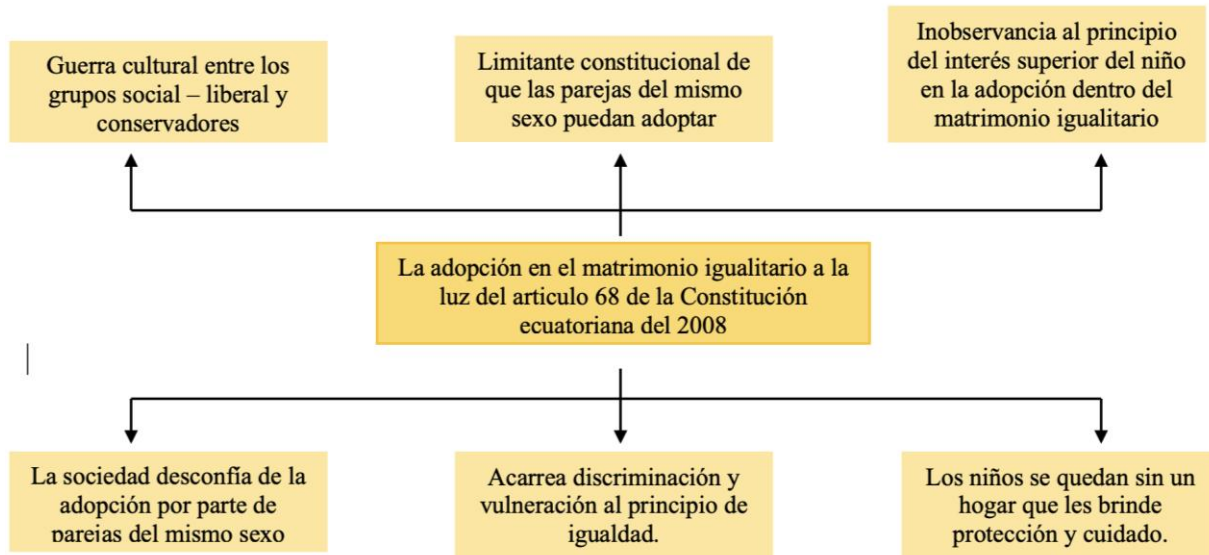 Guerra cultural entre los
grupos social – liberal y
conservadores
Limitante constitucional de
que las parejas del mismo
sexo puedan adoptar
Inobservancia al principio
del interés superior del niño
en la adopción dentro del
matrimonio igualitario
La adopción en el matrimonio igualitario a la
luz del articulo 68 de la Constitución
ecuatoriana del 2008
La sociedad desconfía de la
adopción por parte de
parejas del mismo sexo
Acarrea discriminación y
vulneración al principio de
igualdad.
Los niños se quedan sin un
hogar que les brinde
protección y cuidado.